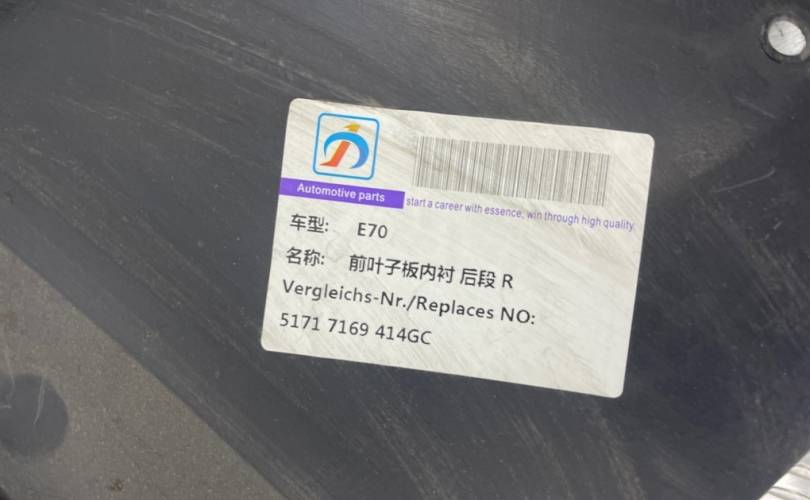 Automotive parts
start a career with essence, win through high quality
车型: E70
名称: 前叶子板内衬 后段 R
Vergleichs-Nr./Replaces NO:
5171 7169 414GC